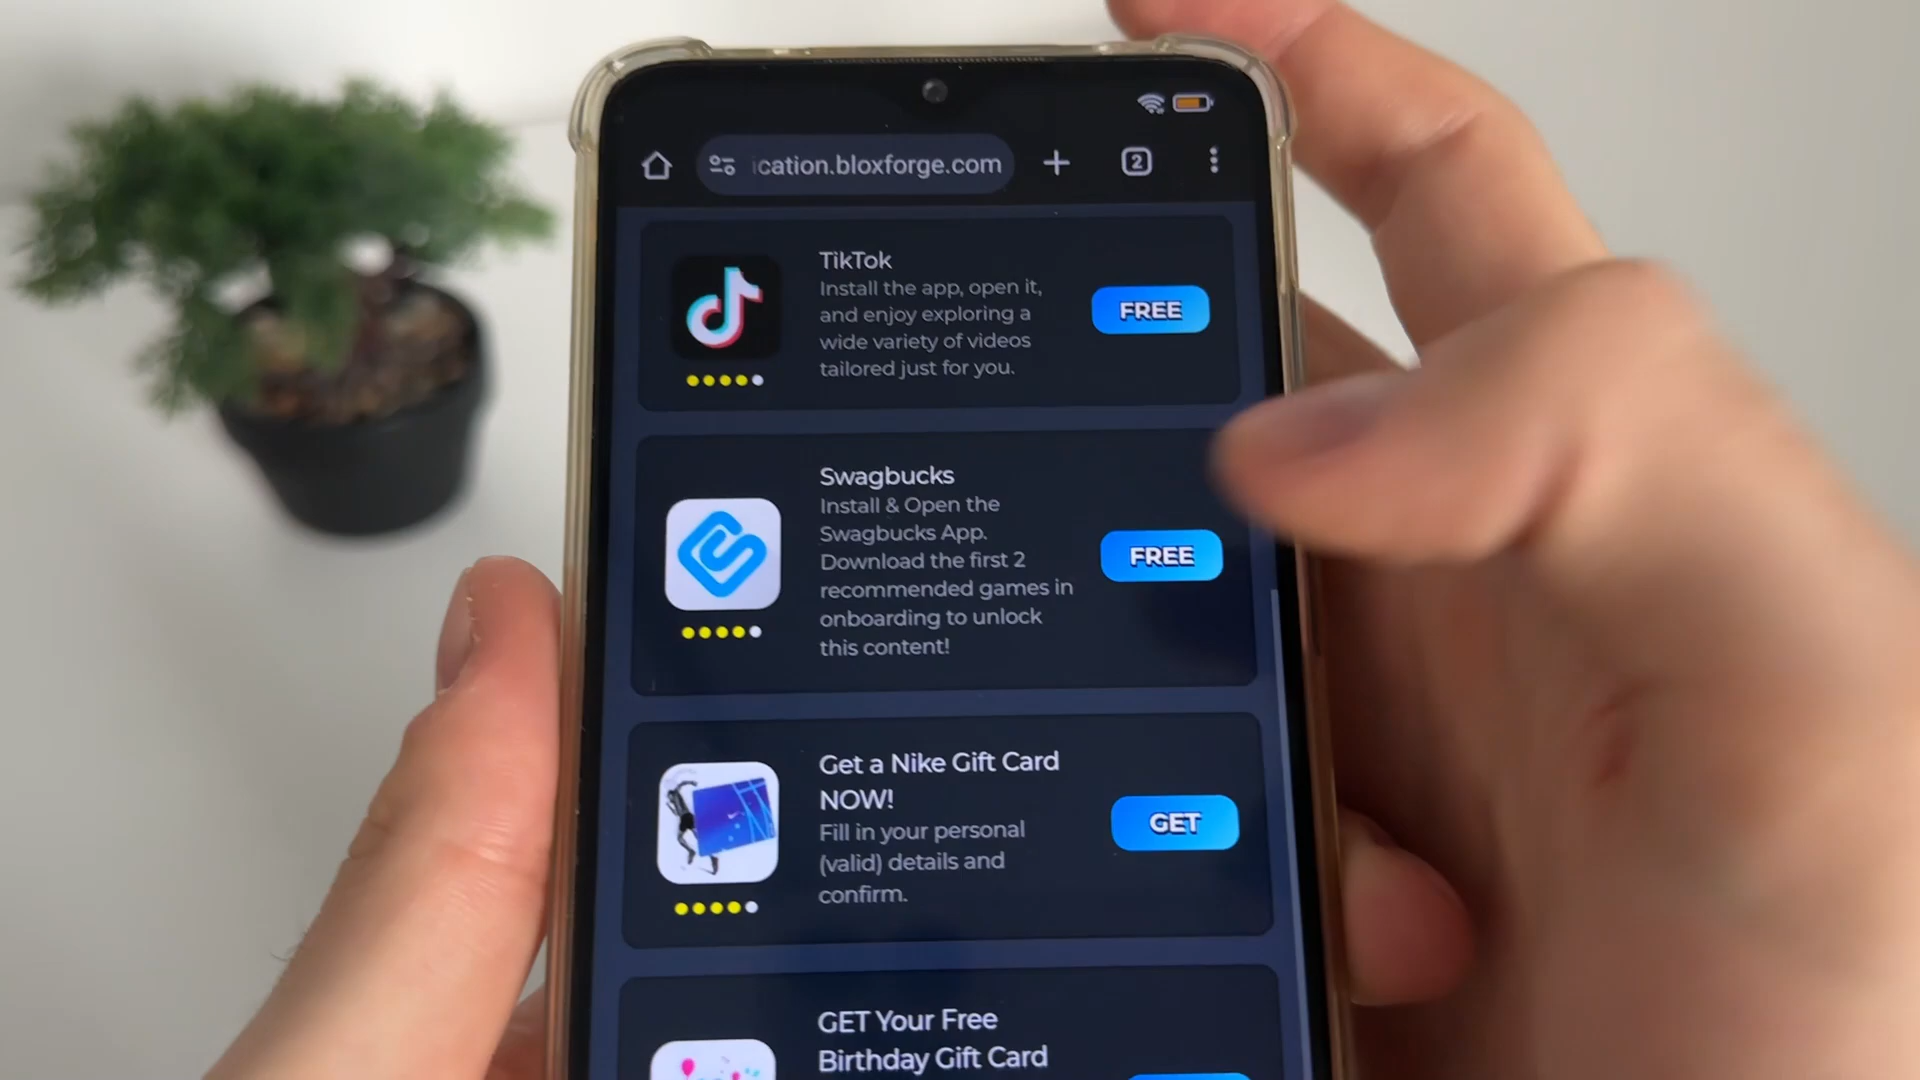 ication.bloxforge.com
2
TikTok
Install the app, open it,
and enjoy exploring a
wide variety of videos
tailored just for you.
FREE
Swagbucks
Install & Open the
Swagbucks App.
Download the first 2
recommended games in
onboarding to unlock
this content!
FREE
Get a Nike Gift Card
NOW!
Fill in your personal
(valid) details and
confirm.
GET
GET Your Free
Birthday Gift Card